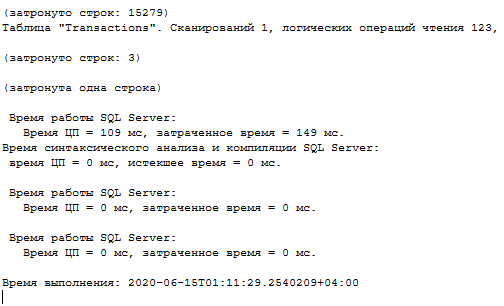 (затронуто строк: 15279)
Таблица "Transactions". Сканирований 1, логических операций чтения 123,
(затронуто строк: 3)
(затронута одна строка)
Время работы SQL Server:
Время ЦП = 109 мс, затраченное время = 149 мс.
Время синтаксического анализа и компиляции SQL Server:
время ЦП = 0 мс, истекшее время = 0 мс.
Время работы SQL Server:
Время ЦП = 0 мс, затраченное время = 0 мс.
Время работы SQL Server:
Время ЦП = 0 мс, затраченное время = 0 мс.
Время выполнения: 2020-06-15T01:11:29.2540209+04:00